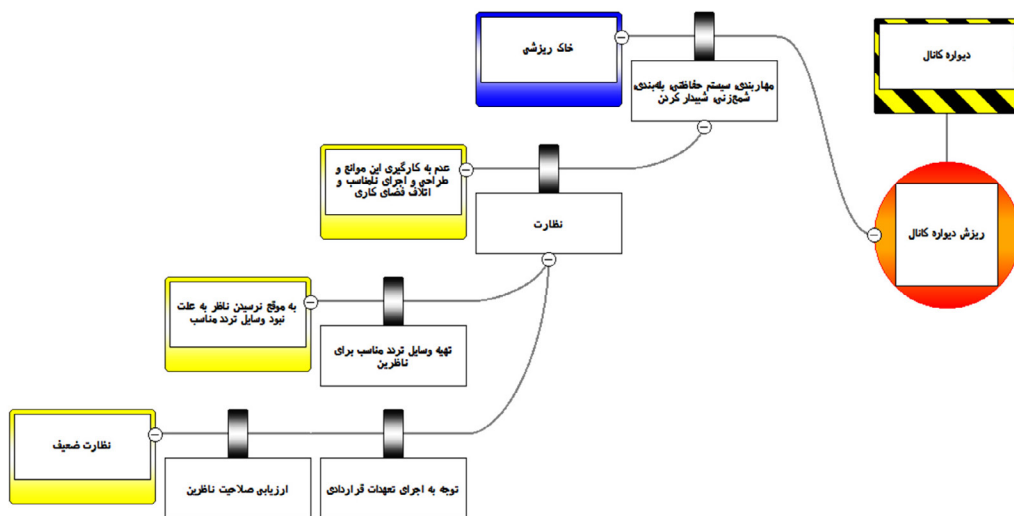 خاک ریزشی
دیواره کانال
مهاربندی، سیستم حفاظتی، پله‌بندی،
شمع‌زنی، شیبدار کردن
عدم به کارگیری این موانع و
طراحی و اجرای نامناسب و
اتلاف فضای کاری
ریزش دیواره کانال
نظارت
به موقع نرسیدن ناظر به علت
نبود وسایل تردد مناسب
تهیه وسایل تردد مناسب برای
ناظرین
نظارت ضعیف
ارزیابی صلاحیت ناظرین
توجه به اجرای تعهدات قراردادی